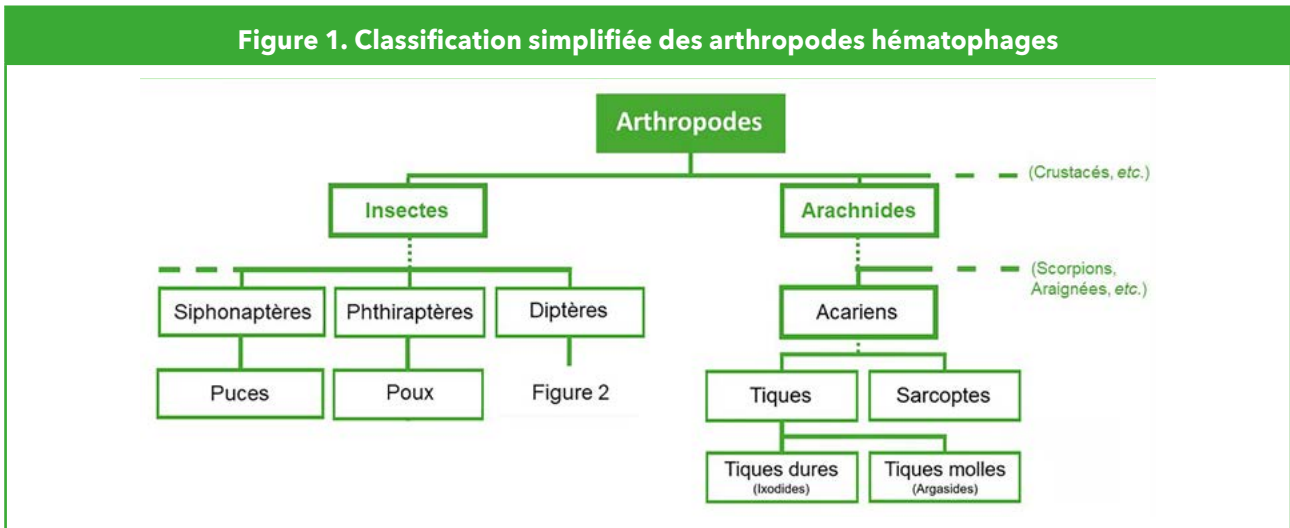 Figure 1. Classification simplifiée des arthropodes hématophages
Arthropodes
(Crustacés, etc.)
Insectes
Arachnides
(Scorpions,
Araignées, etc.)
Siphonaptères
Phthiraptères
Diptères
Acariens
Puces
Poux
Figure 2
Tiques
Sarcoptes
Tiques dures
(Ixodides)
Tiques molles
(Argasides)